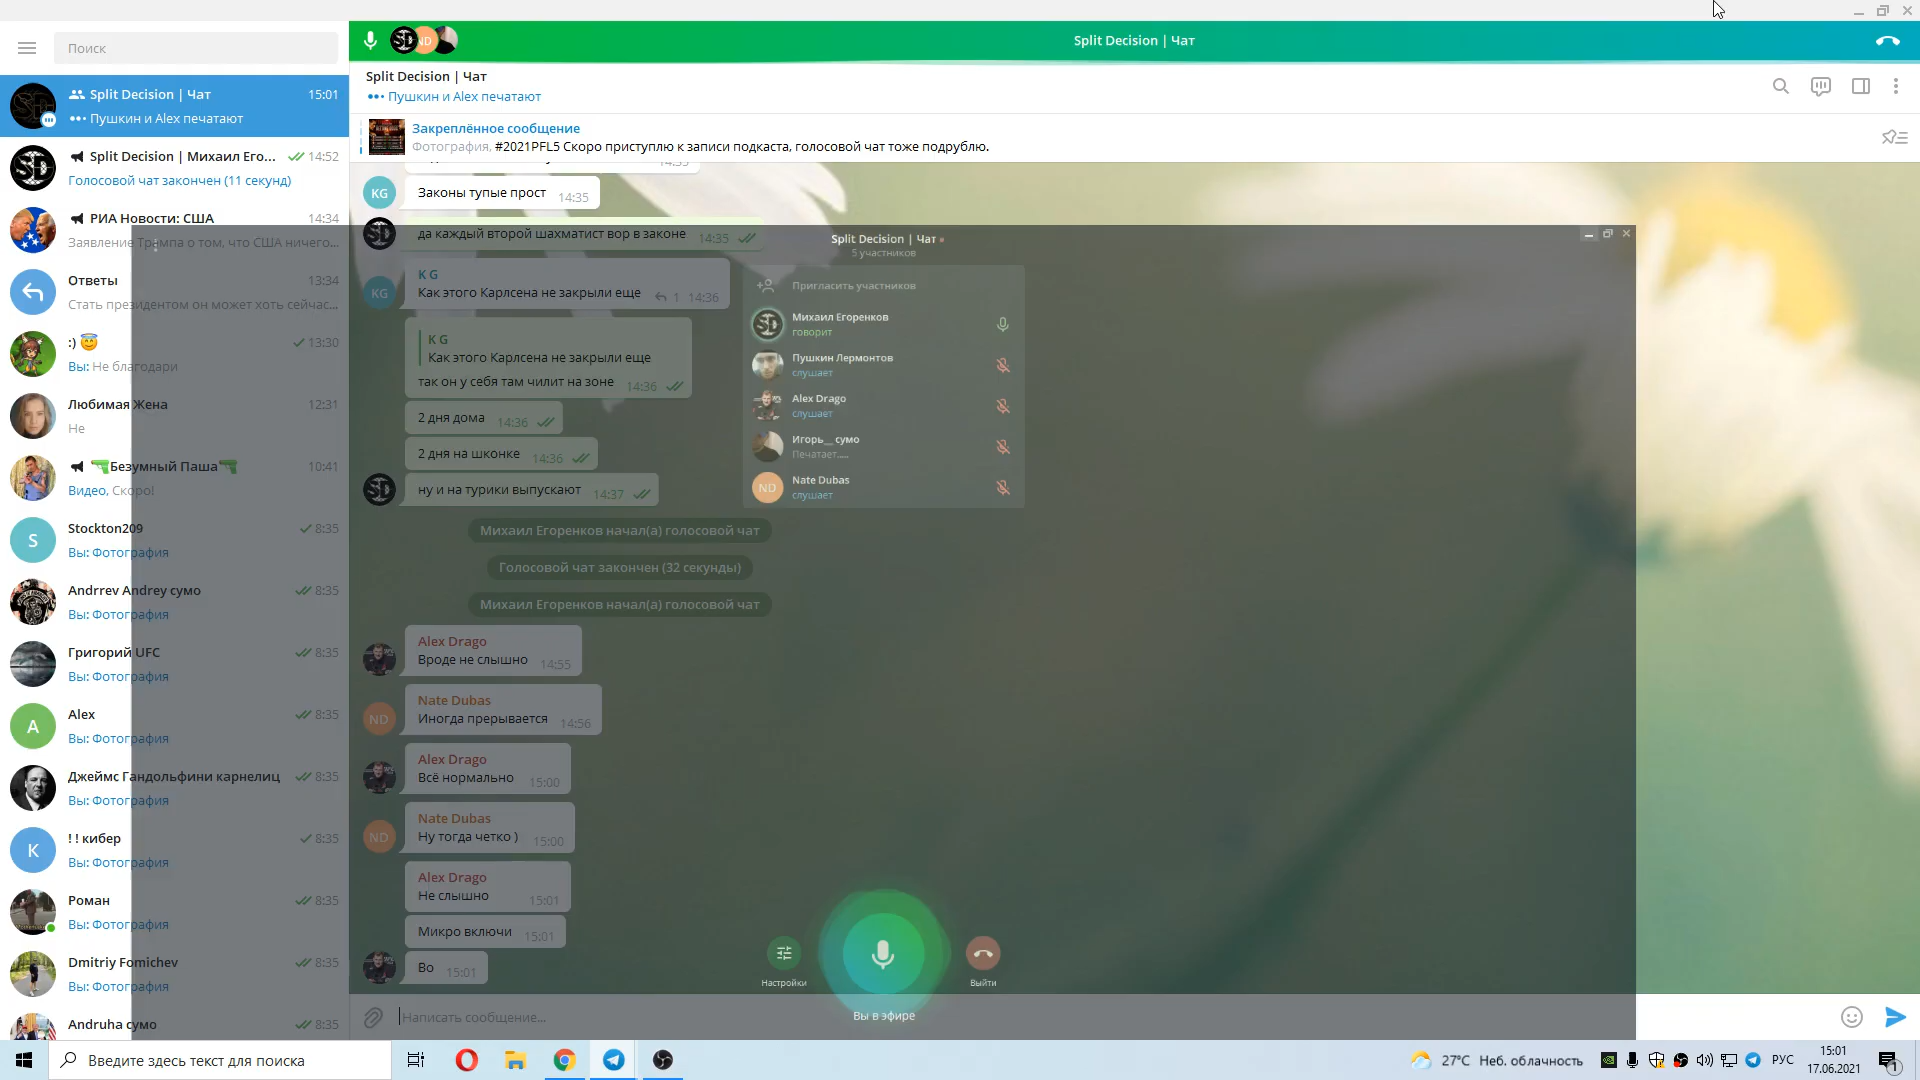 Поиск
Split Decision | Чат 15:01
Пушкин и Alex печатают
Split Decision | Михаил Его... 14:52
Голосовой чат закончен (11 секунд)
РИА Новости: США 14:34
Заявление Трампа о том, что США ничего...
Ответы 13:34
Стать президентом он может хоть сейчас...
:) 😇 13:30
Вы: Не благодари
Любимая Жена 12:31
Не
🔫Безумный Паша🔫 10:41
Видео, Скоро!
S
Stockton209 8:35
Вы: Фотография
Andrrev Andrey сумо 8:35
Вы: Фотография
Григорий UFC 8:35
Вы: Фотография
A
Alex 8:35
Вы: Фотография
Джеймс Гандольфини карнелиц 8:35
Вы: Фотография
K
! ! кибер 8:35
Вы: Фотография
Роман 8:35
Вы: Фотография
Dmitriy Fomichev 8:35
Вы: Фотография
Andruha сумо 8:35
ND
Split Decision | Чат
Split Decision | Чат
Пушкин и Alex печатают
Закреплённое сообщение
Фотография, #2021PFL5 Скоро приступлю к записи подкаста, голосовой чат тоже подрублю.
14:35
KG
Законы тупые прост 14:35
да каждый второй шахматист вор в законе 14:35
K G
KG
Как этого Карлсена не закрыли еще 1 14:36
K G
Как этого Карлсена не закрыли еще
так он у себя там чилит на зоне 14:36
2 дня дома 14:36
2 дня на шконке 14:36
ну и на турики выпускают 14:37
Михаил Егоренков начал(а) голосовой чат
Голосовой чат закончен (32 секунды)
Михаил Егоренков начал(а) голосовой чат
Alex Drago
Вроде не слышно 14:55
Nate Dubas
ND
Иногда прерывается 14:56
Alex Drago
Всё нормально 15:00
Nate Dubas
ND
Ну тогда четко ) 15:00
Alex Drago
Не слышно 15:01
Микро включи 15:01
Во 15:01
Написать сообщение...
Split Decision | Чат
5 участников
Пригласить участников
Михаил Егоренков
говорит
Пушкин Лермонтов
слушает
Alex Drago
слушает
Игорь__ сумо
Печатает.....
ND
Nate Dubas
слушает
Настройки
Выйти
Вы в эфире
Введите здесь текст для поиска
27°C Неб. облачность
РУС
15:01
17.06.2021
1